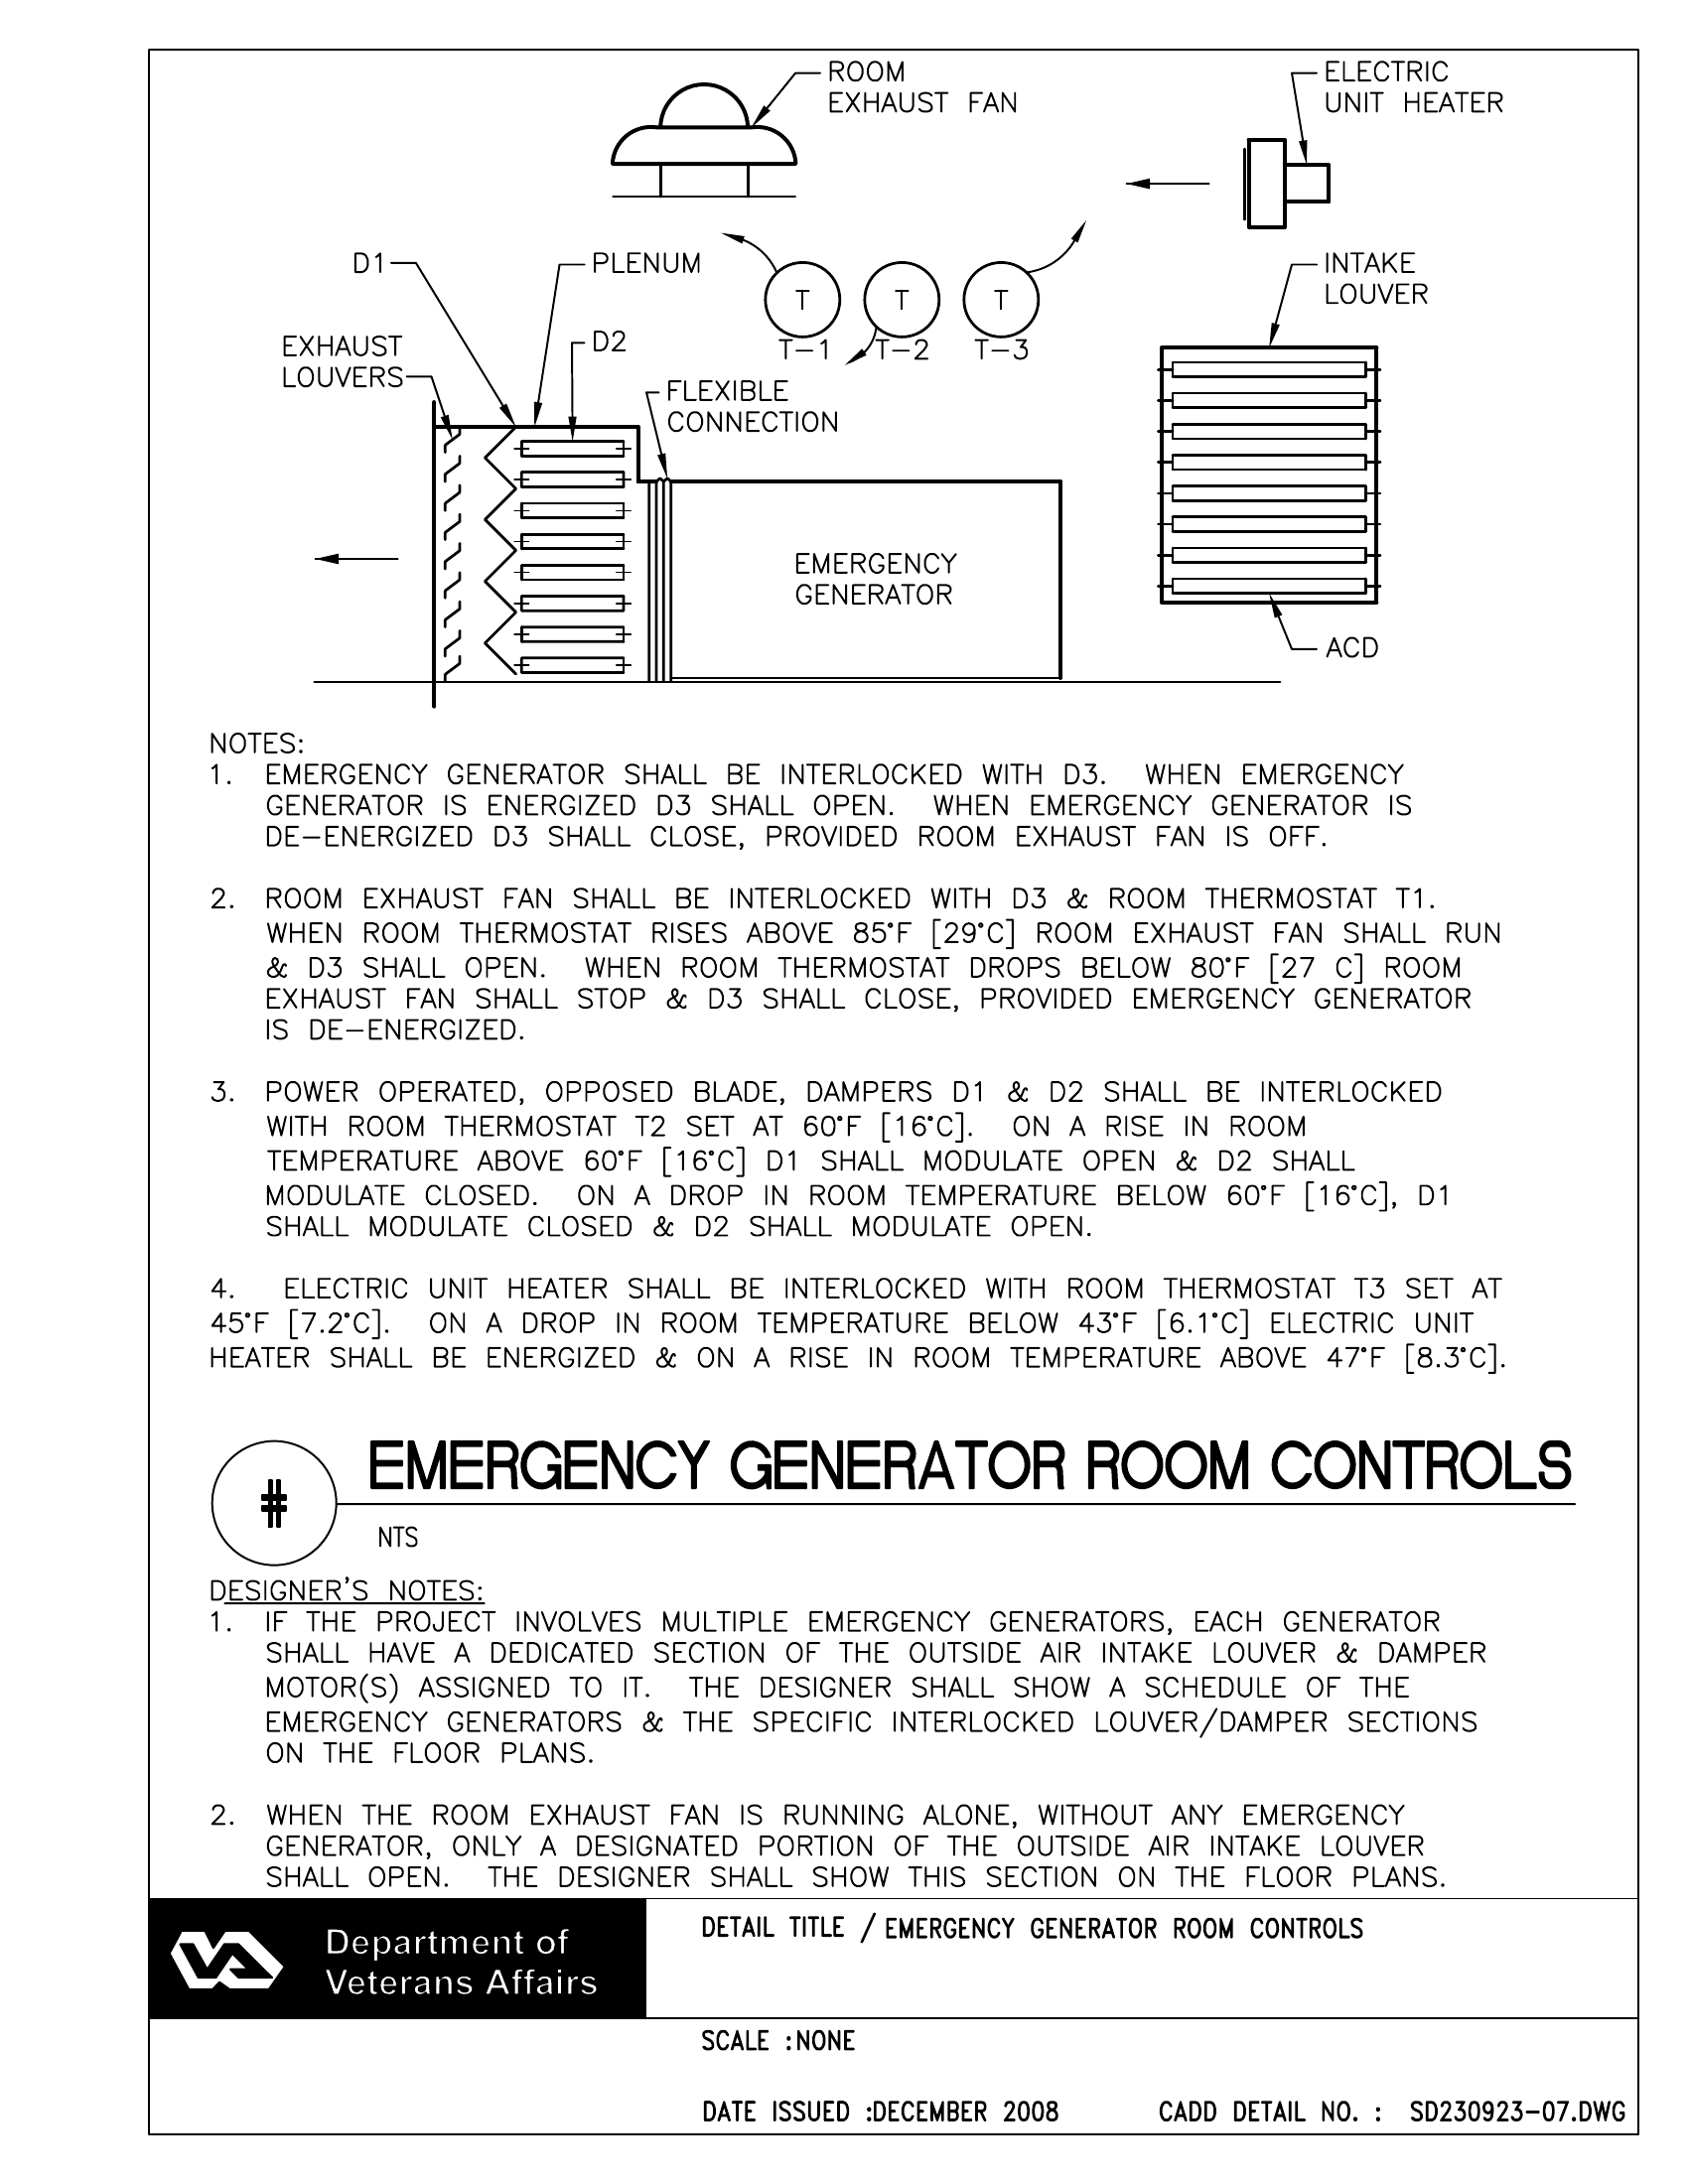 ROOM
EXHAUST FAN
ELECTRIC
UNIT HEATER
D1
PLENUM
INTAKE
LOUVER
T
T
T
T-1
T-2
T-3
EXHAUST
LOUVERS
D2
FLEXIBLE
CONNECTION
EMERGENCY
GENERATOR
ACD
NOTES:
1. EMERGENCY GENERATOR SHALL BE INTERLOCKED WITH D3. WHEN EMERGENCY
GENERATOR IS ENERGIZED D3 SHALL OPEN. WHEN EMERGENCY GENERATOR IS
DE-ENERGIZED D3 SHALL CLOSE, PROVIDED ROOM EXHAUST FAN IS OFF.
2. ROOM EXHAUST FAN SHALL BE INTERLOCKED WITH D3 & ROOM THERMOSTAT T1.
WHEN ROOM THERMOSTAT RISES ABOVE 85°F [29°C] ROOM EXHAUST FAN SHALL RUN
& D3 SHALL OPEN. WHEN ROOM THERMOSTAT DROPS BELOW 80°F [27 C] ROOM
EXHAUST FAN SHALL STOP & D3 SHALL CLOSE, PROVIDED EMERGENCY GENERATOR
IS DE-ENERGIZED.
3. POWER OPERATED, OPPOSED BLADE, DAMPERS D1 & D2 SHALL BE INTERLOCKED
WITH ROOM THERMOSTAT T2 SET AT 60°F [16°C]. ON A RISE IN ROOM
TEMPERATURE ABOVE 60°F [16°C] D1 SHALL MODULATE OPEN & D2 SHALL
MODULATE CLOSED. ON A DROP IN ROOM TEMPERATURE BELOW 60°F [16°C], D1
SHALL MODULATE CLOSED & D2 SHALL MODULATE OPEN.
4. ELECTRIC UNIT HEATER SHALL BE INTERLOCKED WITH ROOM THERMOSTAT T3 SET AT
45°F [7.2°C]. ON A DROP IN ROOM TEMPERATURE BELOW 43°F [6.1°C] ELECTRIC UNIT
HEATER SHALL BE ENERGIZED & ON A RISE IN ROOM TEMPERATURE ABOVE 47°F [8.3°C].
# EMERGENCY GENERATOR ROOM CONTROLS
NTS
DESIGNER'S NOTES:
1. IF THE PROJECT INVOLVES MULTIPLE EMERGENCY GENERATORS, EACH GENERATOR
SHALL HAVE A DEDICATED SECTION OF THE OUTSIDE AIR INTAKE LOUVER & DAMPER
MOTOR(S) ASSIGNED TO IT. THE DESIGNER SHALL SHOW A SCHEDULE OF THE
EMERGENCY GENERATORS & THE SPECIFIC INTERLOCKED LOUVER/DAMPER SECTIONS
ON THE FLOOR PLANS.
2. WHEN THE ROOM EXHAUST FAN IS RUNNING ALONE, WITHOUT ANY EMERGENCY
GENERATOR, ONLY A DESIGNATED PORTION OF THE OUTSIDE AIR INTAKE LOUVER
SHALL OPEN. THE DESIGNER SHALL SHOW THIS SECTION ON THE FLOOR PLANS.
VA
Department of
Veterans Affairs
DETAIL TITLE / EMERGENCY GENERATOR ROOM CONTROLS
SCALE :NONE
DATE ISSUED :DECEMBER 2008
CADD DETAIL NO. : SD230923-07.DWG